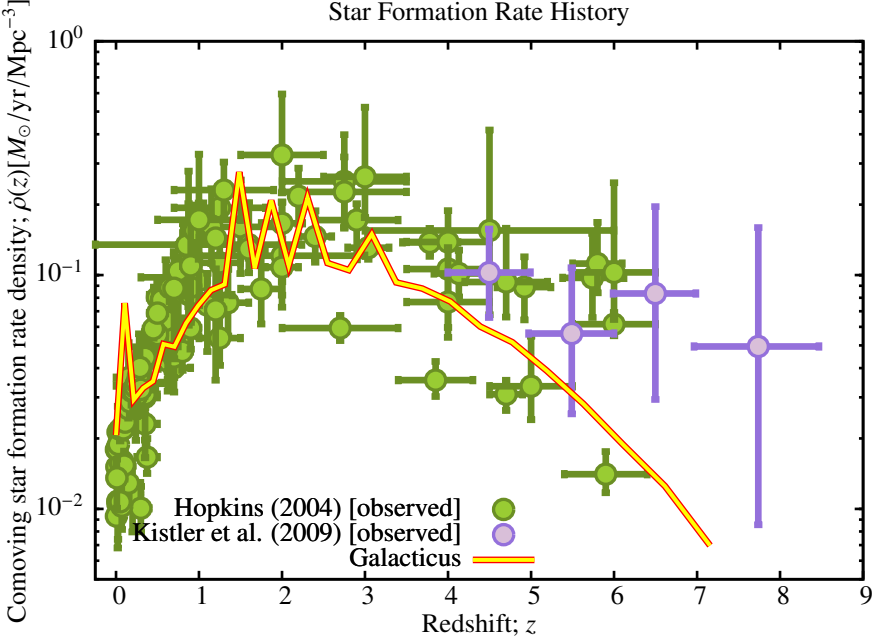 Star Formation Rate History
Comoving star formation rate density; ρ̇(z)[M⊙/yr/Mpc⁻³]
10⁰
10⁻¹
10⁻²
Hopkins (2004) [observed]
Kistler et al. (2009) [observed]
Galacticus
0 1 2 3 4 5 6 7 8 9
Redshift; z